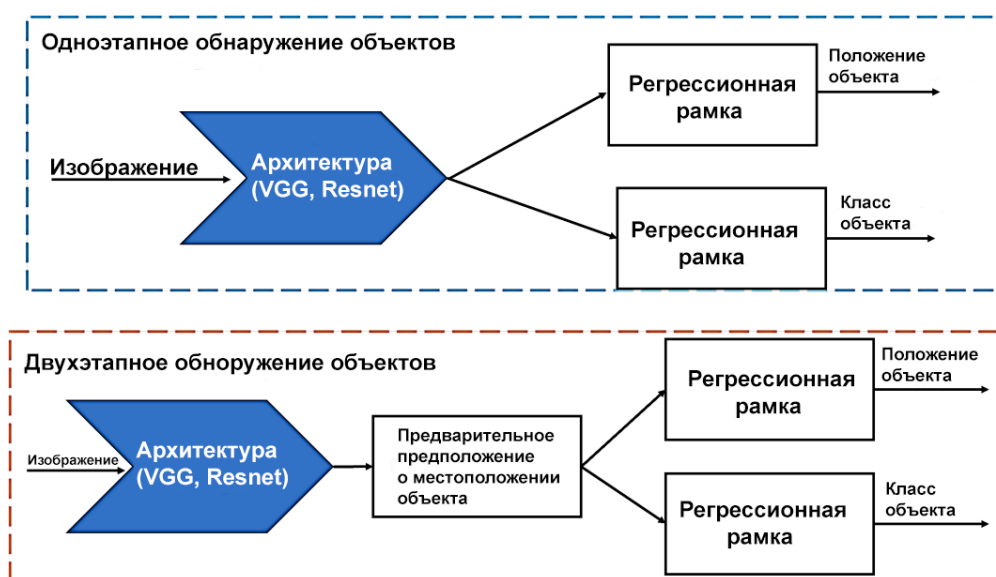 Одноэтапное обнаружение объектов
Изображение
Архитектура
(VGG, Resnet)
Регрессионная
рамка
Положение
объекта
Регрессионная
рамка
Класс
объекта
Двухэтапное обноружение объектов
Изображение
Архитектура
(VGG, Resnet)
Предварительное
предположение
о местоположении
объекта
Регрессионная
рамка
Положение
объекта
Регрессионная
рамка
Класс
объекта